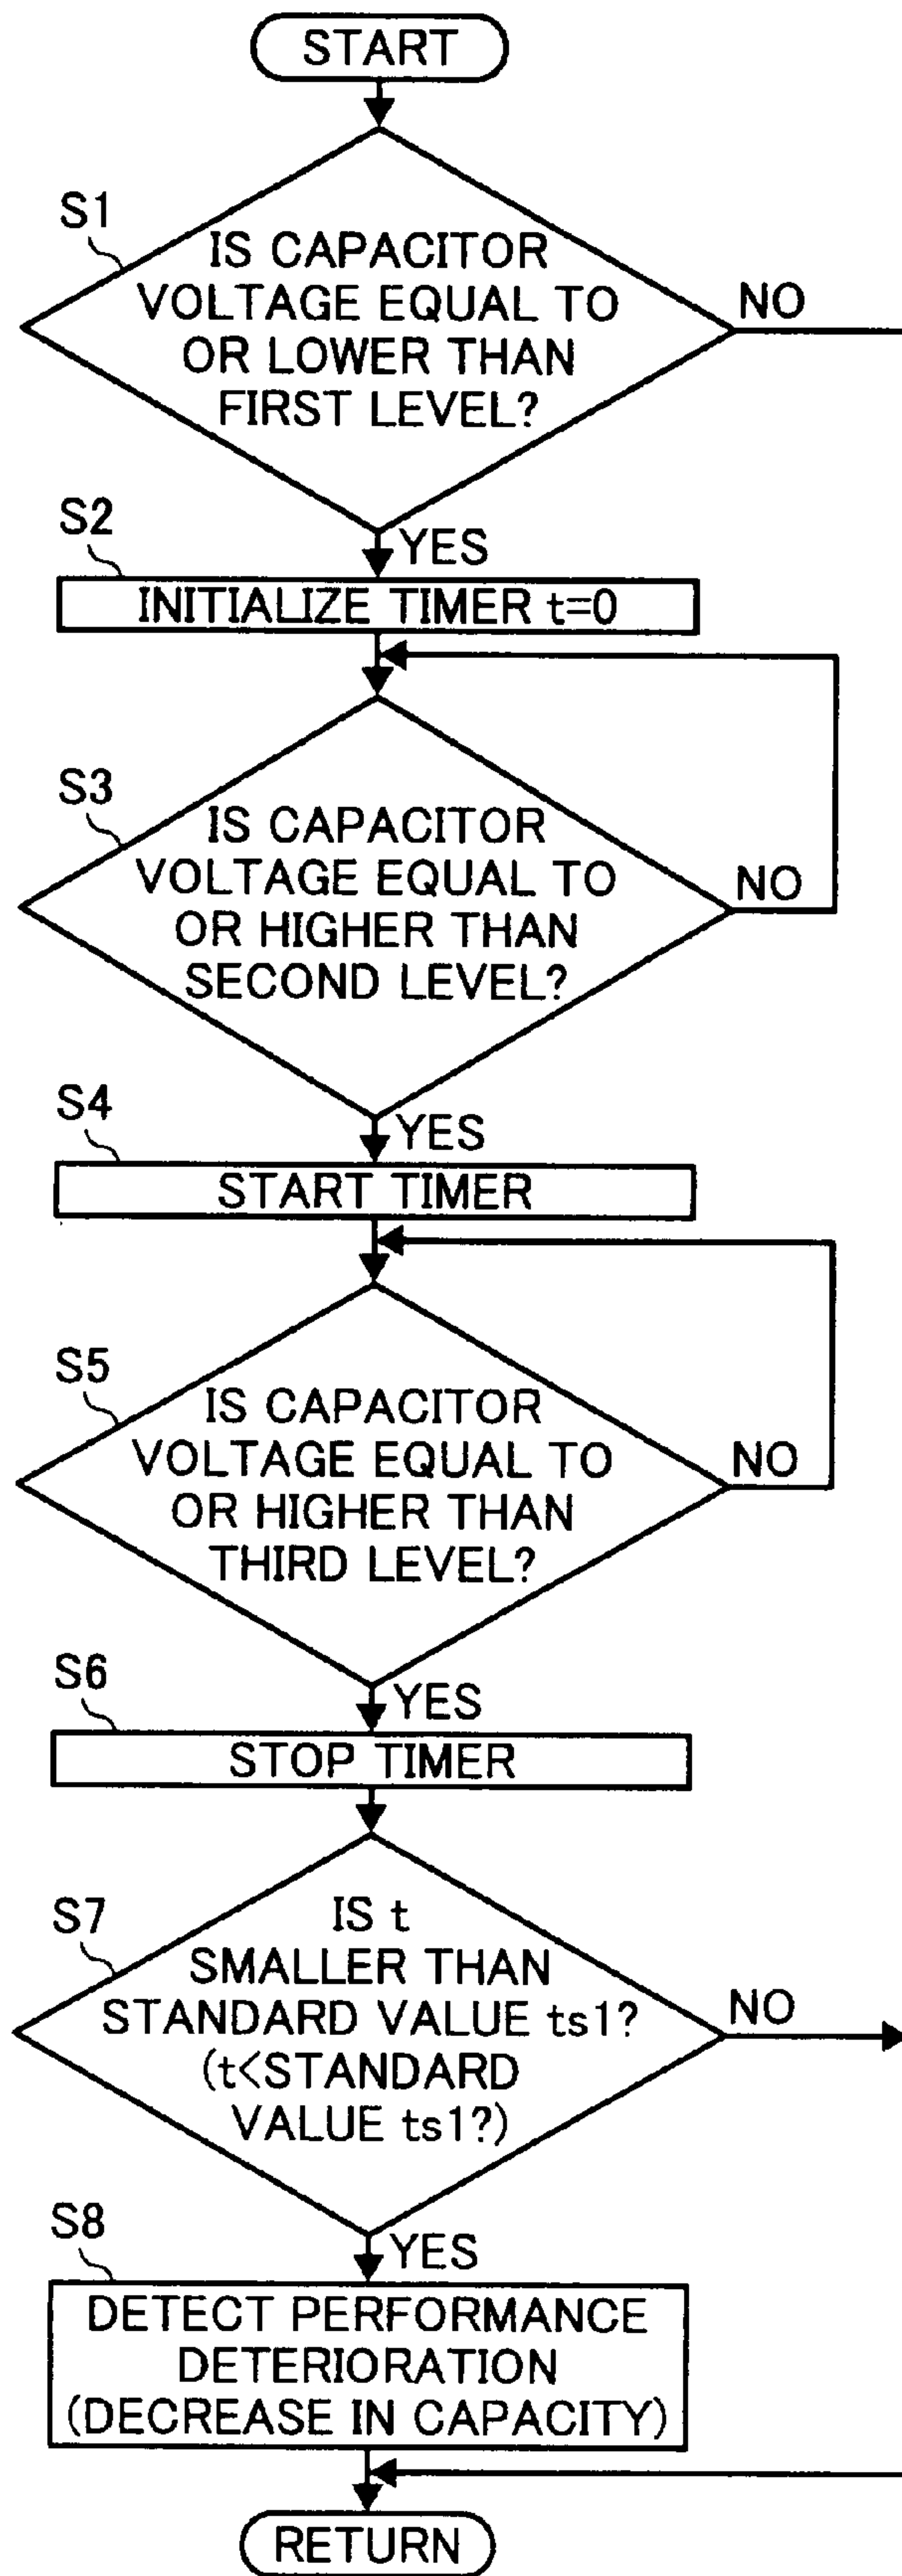 START
S1
IS CAPACITOR
VOLTAGE EQUAL TO
OR LOWER THAN
FIRST LEVEL?
NO
YES
S2
INITIALIZE TIMER t=0
S3
IS CAPACITOR
VOLTAGE EQUAL TO
OR HIGHER THAN
SECOND LEVEL?
NO
YES
S4
START TIMER
S5
IS CAPACITOR
VOLTAGE EQUAL TO
OR HIGHER THAN
THIRD LEVEL?
NO
YES
S6
STOP TIMER
S7
IS t
SMALLER THAN
STANDARD VALUE ts1?
(t<STANDARD
VALUE ts1?)
NO
YES
S8
DETECT PERFORMANCE
DETERIORATION
(DECREASE IN CAPACITY)
RETURN